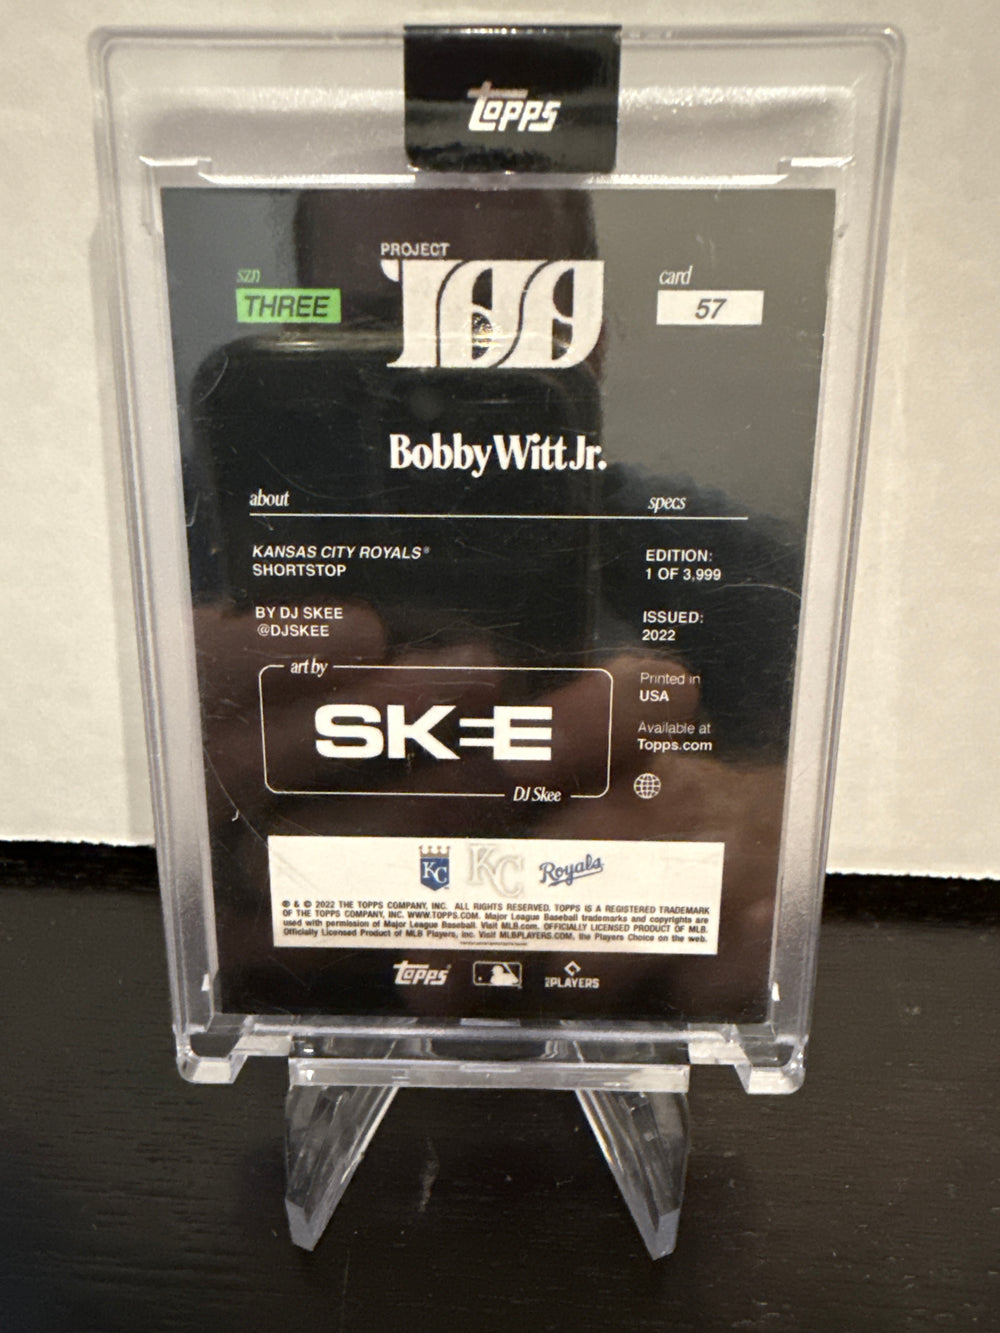 Topps
PROJECT
100
szn
THREE
card
57
Bobby Witt Jr.
about
specs
KANSAS CITY ROYALS®
SHORTSTOP
EDITION:
1 OF 3,999
BY DJ SKEE
@DJSKEE
ISSUED:
2022
art by
SKEE
DJ Skee
Printed in
USA
Available at
Topps.com
KC
KC
Royals
® & © 2022 THE TOPPS COMPANY, INC. ALL RIGHTS RESERVED. TOPPS IS A REGISTERED TRADEMARK
OF THE TOPPS COMPANY, INC. WWW.TOPPS.COM. Major League Baseball trademarks and copyrights are
used with permission of Major League Baseball. Visit MLB.com. OFFICIALLY LICENSED PRODUCT OF MLB.
Officially Licensed Product of MLB Players, Inc. Visit MLBPLAYERS.COM, the Players Choice on the web.
Topps
PLAYERS